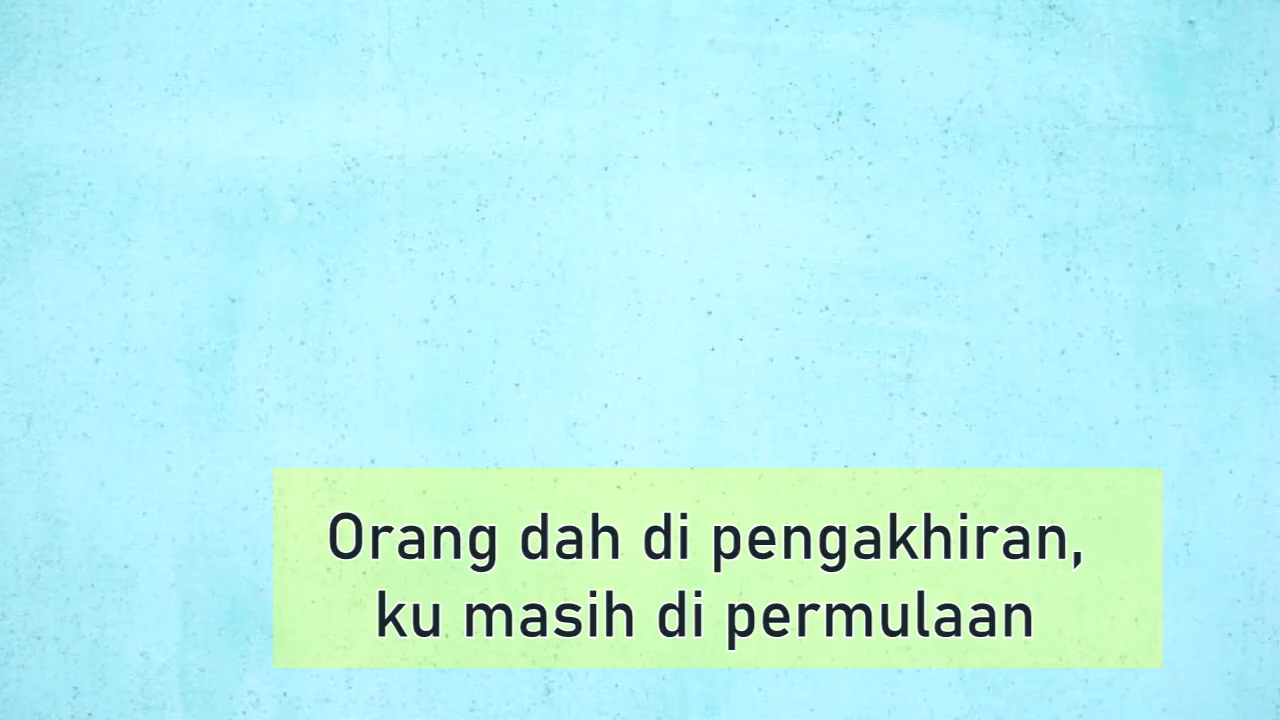 Orang dah di pengakhiran,
ku masih di permulaan